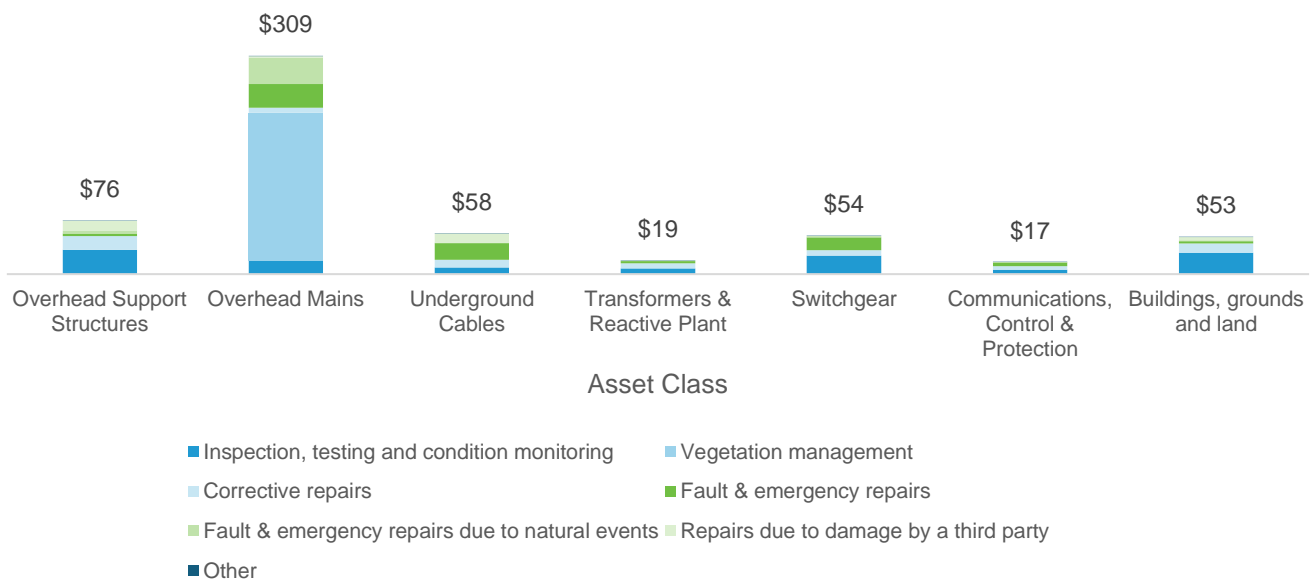 $309
$76
$58
$19
$54
$17
$53
Overhead Support
Structures
Overhead Mains
Underground
Cables
Transformers &
Reactive Plant
Switchgear
Communications,
Control &
Protection
Buildings, grounds
and land
Asset Class
Inspection, testing and condition monitoring
Vegetation management
Corrective repairs
Fault & emergency repairs
Fault & emergency repairs due to natural events
Repairs due to damage by a third party
Other